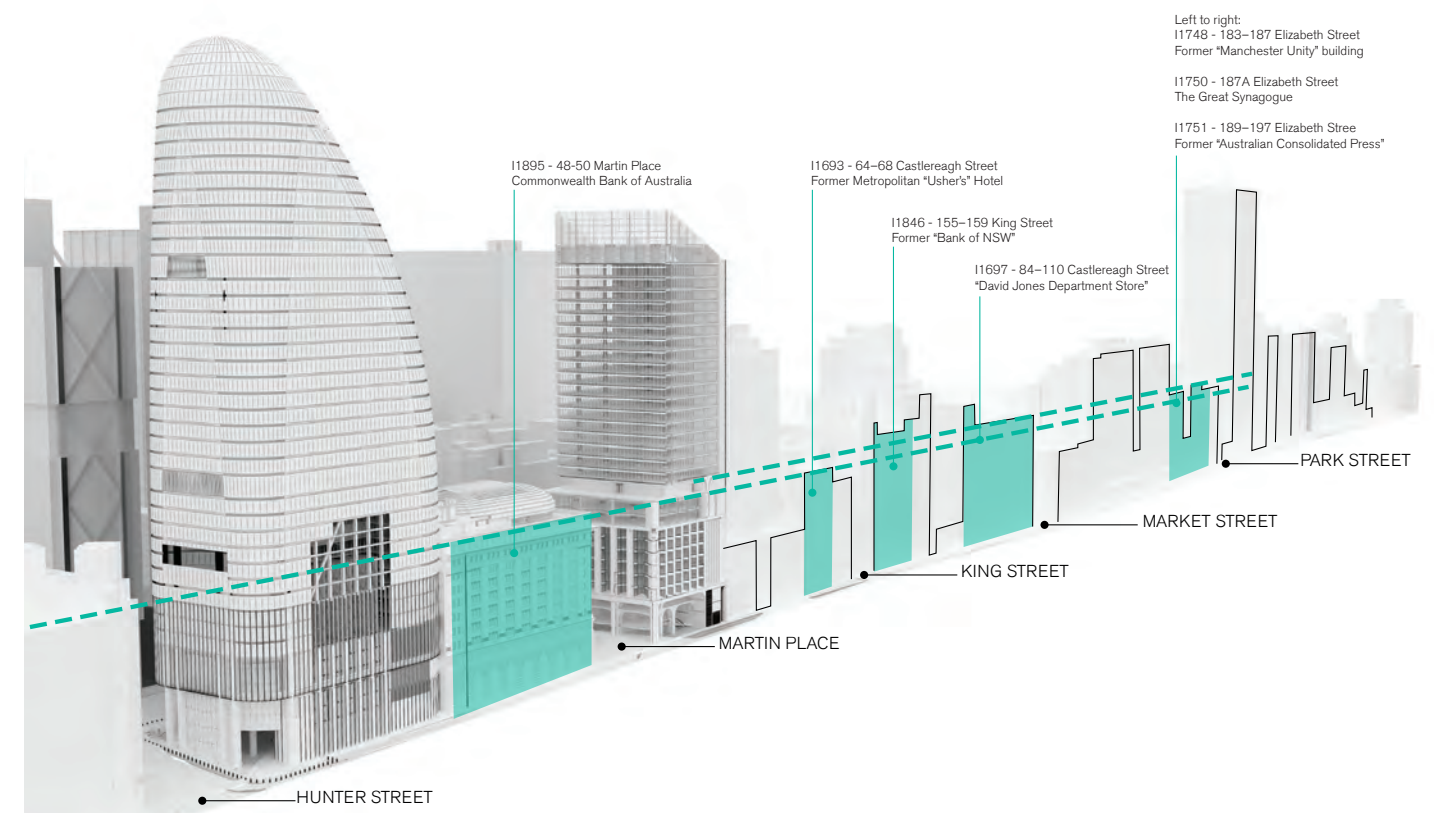 Left to right:
I1748 - 183–187 Elizabeth Street
Former “Manchester Unity” building
I1750 - 187A Elizabeth Street
The Great Synagogue
I1751 - 189–197 Elizabeth Stree
Former “Australian Consolidated Press”
I1895 - 48-50 Martin Place
Commonwealth Bank of Australia
I1693 - 64–68 Castlereagh Street
Former Metropolitan “Usher’s” Hotel
I1846 - 155–159 King Street
Former “Bank of NSW”
I1697 - 84–110 Castlereagh Street
“David Jones Department Store”
PARK STREET
MARKET STREET
KING STREET
MARTIN PLACE
HUNTER STREET